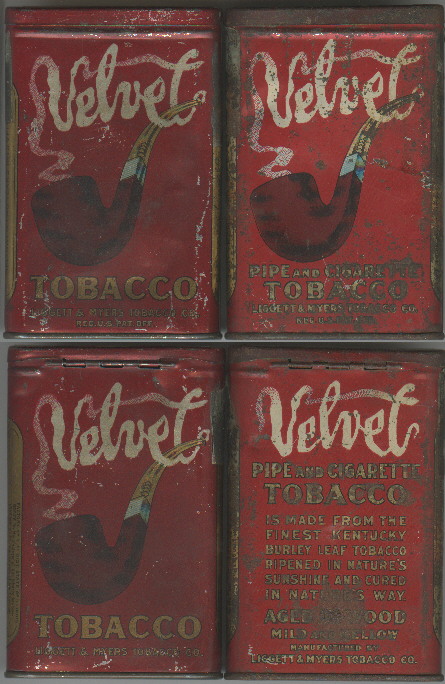 Velvet
TOBACCO
LIGGETT & MYERS TOBACCO CO.
REG. U.S. PAT. OFF.
Velvet
PIPE AND CIGARETTE
TOBACCO
LIGGETT & MYERS TOBACCO CO.
Velvet
TOBACCO
LIGGETT & MYERS TOBACCO CO.
Velvet
PIPE AND CIGARETTE
TOBACCO
IS MADE FROM THE
FINEST KENTUCKY
BURLEY LEAF TOBACCO
RIPENED IN NATURE'S
SUNSHINE AND CURED
IN NATURE'S WAY.
AGED IN WOOD
MILD AND MELLOW
MANUFACTURED BY
LIGGETT & MYERS TOBACCO CO.